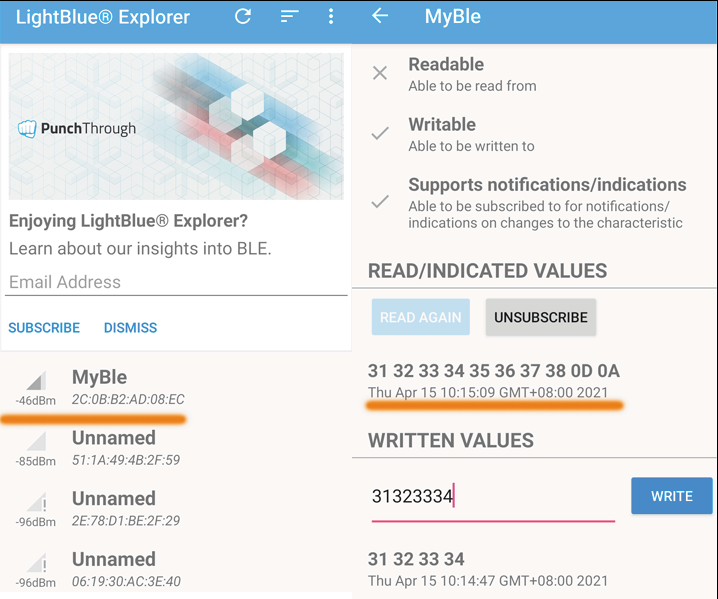 LightBlue® Explorer
PunchThrough
Enjoying LightBlue® Explorer?
Learn about our insights into BLE.
Email Address
SUBSCRIBE DISMISS
MyBle
-46dBm 2C:0B:B2:AD:08:EC
Unnamed
-85dBm 51:1A:49:4B:2F:59
Unnamed
-96dBm 2E:78:D1:BE:2F:29
Unnamed
-96dBm 06:19:30:AC:3E:40
MyBle
Readable
Able to be read from
Writable
Able to be written to
Supports notifications/indications
Able to be subscribed to for notifications/
indications on changes to the characteristic
READ/INDICATED VALUES
READ AGAIN UNSUBSCRIBE
31 32 33 34 35 36 37 38 0D 0A
Thu Apr 15 10:15:09 GMT+08:00 2021
WRITTEN VALUES
31323334 WRITE
31 32 33 34
Thu Apr 15 10:14:47 GMT+08:00 2021